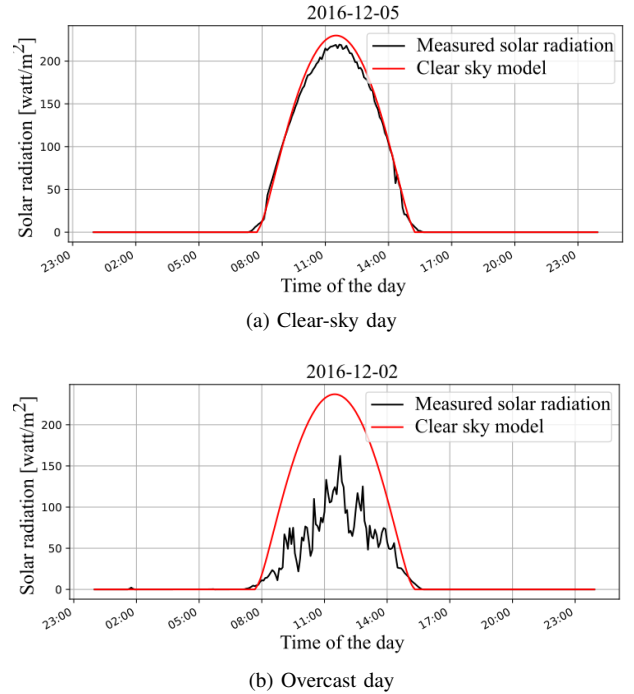 2016-12-05
Solar radiation [watt/m²]
200
150
100
50
0
Measured solar radiation
Clear sky model
23:00 02:00 05:00 08:00 11:00 14:00 17:00 20:00 23:00
Time of the day
(a) Clear-sky day
2016-12-02
Solar radiation [watt/m²]
200
150
100
50
0
Measured solar radiation
Clear sky model
23:00 02:00 05:00 08:00 11:00 14:00 17:00 20:00 23:00
Time of the day
(b) Overcast day